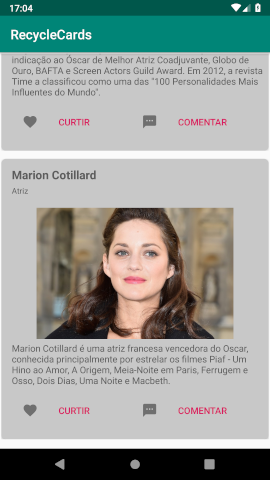 17:04
RecycleCards
indicação ao Oscar de Melhor Atriz Coadjuvante, Globo de
Ouro, BAFTA e Screen Actors Guild Award. Em 2012, a revista
Time a classificou como uma das "100 Personalidades Mais
Influentes do Mundo".
CURTIR
COMENTAR
Marion Cotillard
Atriz
Marion Cotillard é uma atriz francesa vencedora do Oscar,
conhecida principalmente por estrelar os filmes Piaf - Um
Hino ao Amor, A Origem, Meia-Noite em Paris, Ferrugem e
Osso, Dois Dias, Uma Noite e Macbeth.
CURTIR
COMENTAR